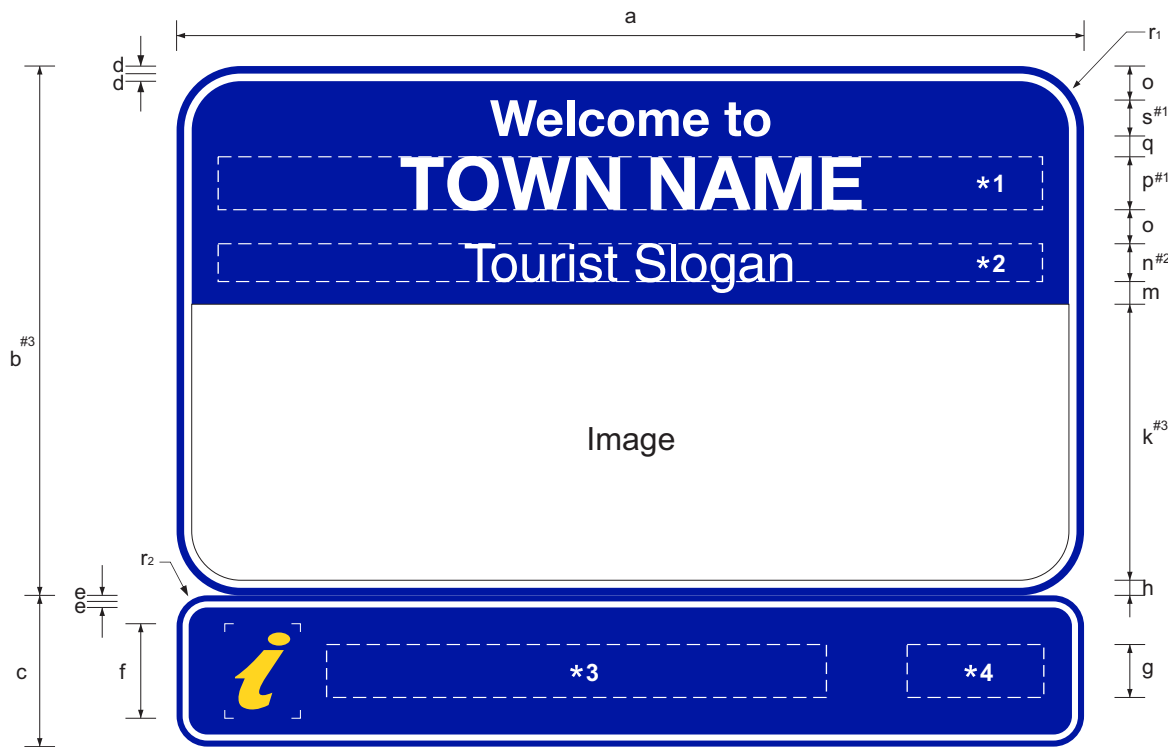 a
r1
d
d
o
Welcome to
s#1
q
TOWN NAME *1
p#1
o
Tourist Slogan *2
n#2
m
b#3
Image
k#3
r2
h
e
e
c
f
i
*3
*4
g